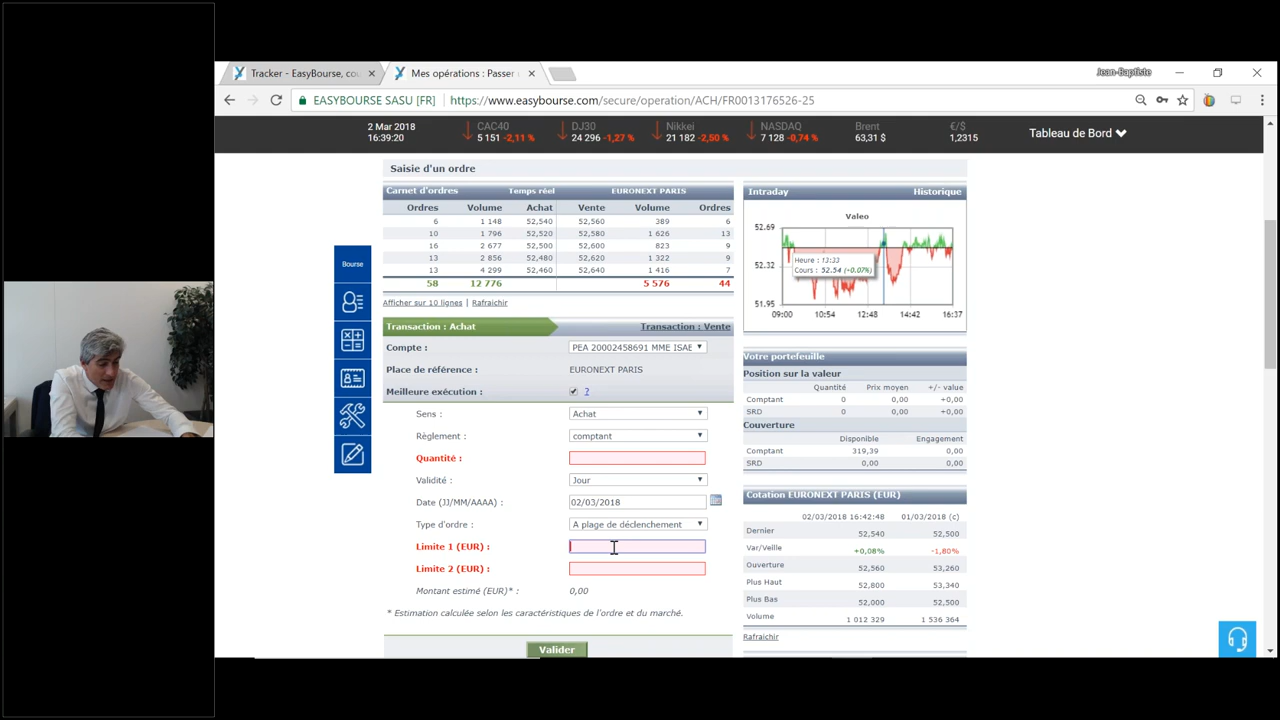 Tracker - EasyBourse, cou
Mes opérations : Passer
Jean-Baptiste
EASYBOURSE SASU [FR]
https://www.easybourse.com/secure/operation/ACH/FR0013176526-25
2 Mar 2018
16:39:20
CAC40
5 151 -2,11 %
DJ30
24 296 -1,27 %
Nikkei
21 182 -2,50 %
NASDAQ
7 128 -0,74 %
Brent
63,31 $
€/$
1,2315
Tableau de Bord
Saisie d'un ordre
Carnet d'ordres Temps réel EURONEXT PARIS
Ordres Volume Achat Vente Volume Ordres
6 1 148 52,540 52,560 389 6
10 1 796 52,520 52,580 1 626 13
16 2 677 52,500 52,600 823 9
13 2 856 52,480 52,620 1 322 9
13 4 299 52,460 52,640 1 416 7
58 12 776 5 576 44
Afficher sur 10 lignes | Rafraichir
Bourse
Transaction : Achat Transaction : Vente
Compte : PEA 20002458691 MME ISAE
Place de référence : EURONEXT PARIS
Meilleure exécution : ?
Sens : Achat
Règlement : comptant
Quantité :
Validité : Jour
Date (JJ/MM/AAAA) : 02/03/2018
Type d'ordre : A plage de déclenchement
Limite 1 (EUR) :
Limite 2 (EUR) :
Montant estimé (EUR)* : 0,00
* Estimation calculée selon les caractéristiques de l'ordre et du marché.
Valider
Intraday Historique
Valeo
52.69
52.32
51.95
Heure : 13:33
Cours : 52.54 (+0.07%)
09:00 10:54 12:48 14:42 16:37
Votre portefeuille
Position sur la valeur
Quantité Prix moyen +/- value
Comptant 0 0,00 +0,00
SRD 0 0,00 +0,00
Couverture
Disponible Engagement
Comptant 319,39 0,00
SRD 0,00 0,00
Cotation EURONEXT PARIS (EUR)
02/03/2018 16:42:48 01/03/2018 (c)
Dernier 52,540 52,500
Var/Veille +0,08% -1,80%
Ouverture 52,560 53,260
Plus Haut 52,800 53,340
Plus Bas 52,000 52,500
Volume 1 012 329 1 536 364
Rafraichir